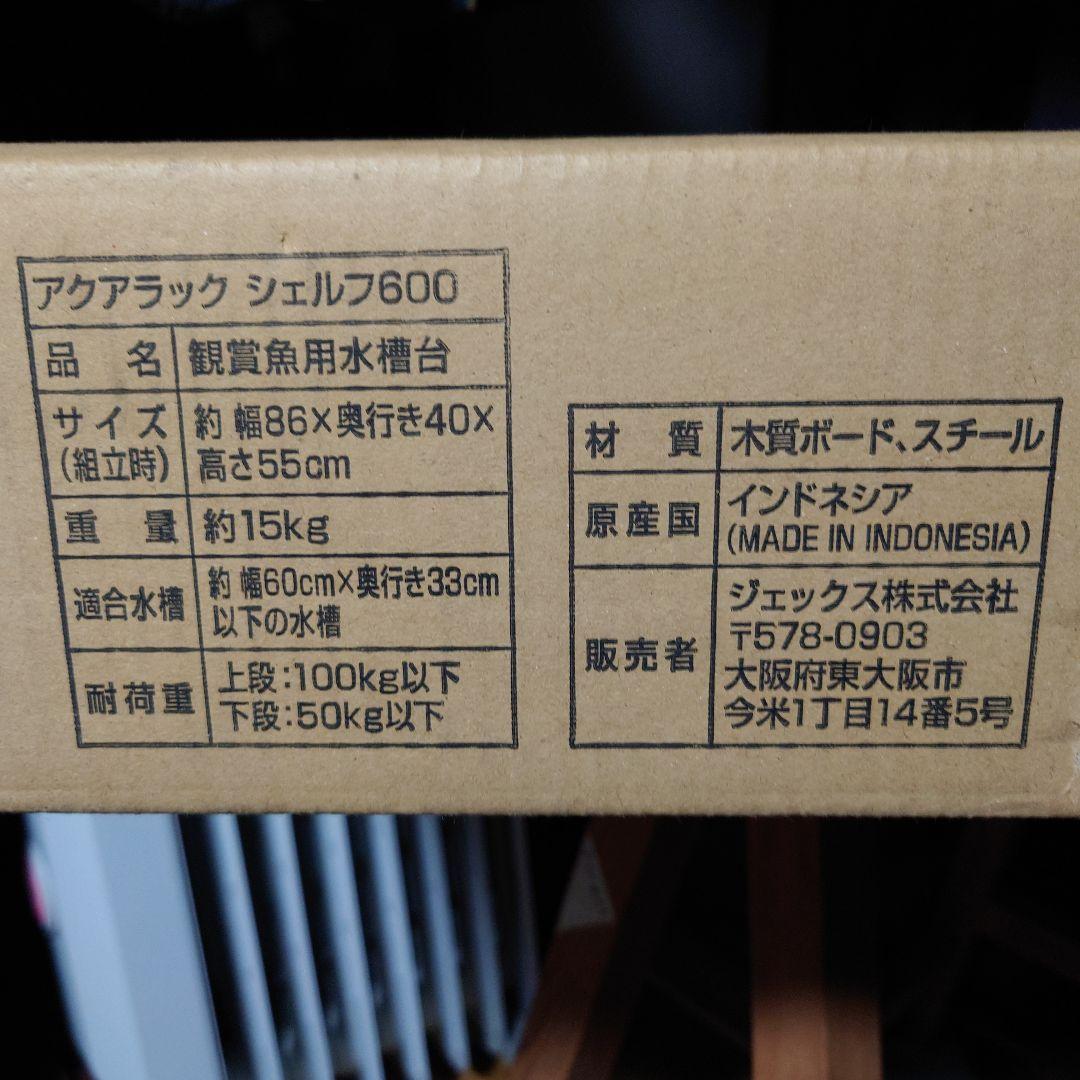 アクアラック シェルフ600
品 名 観賞魚用水槽台
サイズ
(組立時)
約 幅86×奥行き40×
高さ55cm
重 量 約15kg
適合水槽
約 幅60cm×奥行き33cm
以下の水槽
耐荷重
上段:100kg以下
下段:50kg以下
材 質 木質ボード、スチール
原産国
インドネシア
(MADE IN INDONESIA)
販売者
ジェックス株式会社
〒578-0903
大阪府東大阪市
今米1丁目14番5号